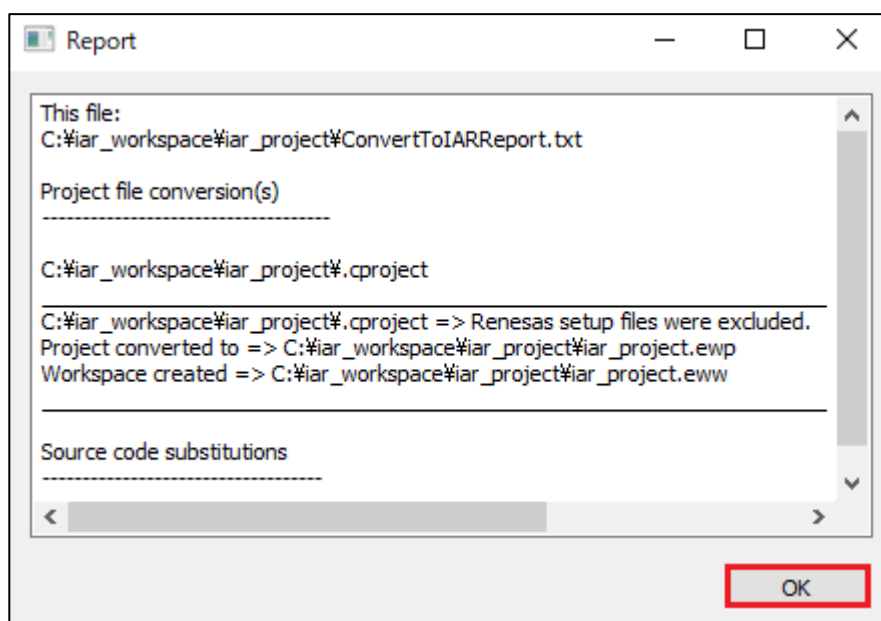 Report
This file:
C:¥iar_workspace¥iar_project¥ConvertToIARReport.txt
Project file conversion(s)
------------------------------------
C:¥iar_workspace¥iar_project¥.cproject
C:¥iar_workspace¥iar_project¥.cproject => Renesas setup files were excluded.
Project converted to => C:¥iar_workspace¥iar_project¥iar_project.ewp
Workspace created => C:¥iar_workspace¥iar_project¥iar_project.eww
Source code substitutions
-----------------------------------
OK